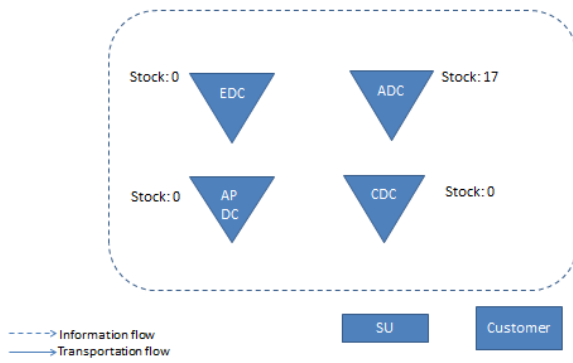 Stock: 0
EDC
ADC
Stock: 17
Stock: 0
AP
DC
CDC
Stock: 0
SU
Customer
Information flow
Transportation flow